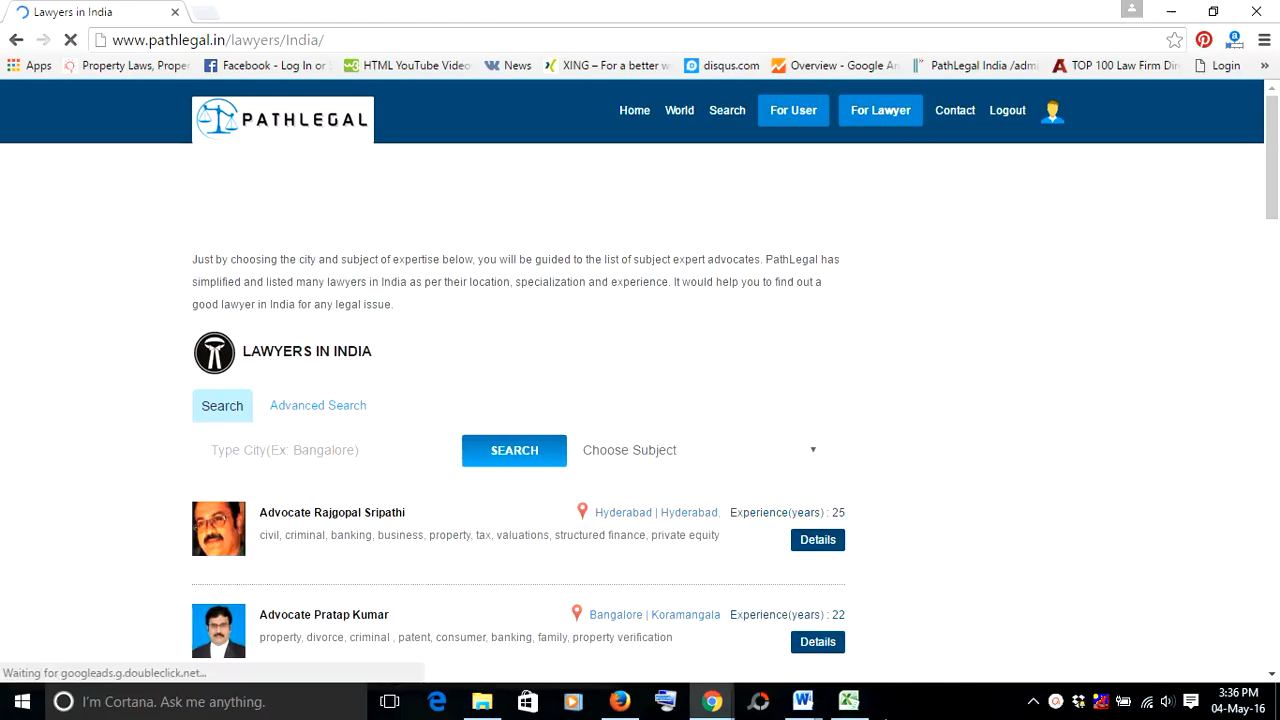 Lawyers in India
www.pathlegal.in/lawyers/India/
Apps
Property Laws, Proper
Facebook - Log In or
HTML YouTube Video
News
XING – For a better w
disqus.com
Overview - Google An
PathLegal India /admi
TOP 100 Law Firm Dir
Login
»
PATHLEGAL
Home World Search For User For Lawyer Contact Logout
Just by choosing the city and subject of expertise below, you will be guided to the list of subject expert advocates. PathLegal has
simplified and listed many lawyers in India as per their location, specialization and experience. It would help you to find out a
good lawyer in India for any legal issue.
LAWYERS IN INDIA
Search Advanced Search
Type City(Ex: Bangalore) SEARCH Choose Subject
Advocate Rajgopal Sripathi Hyderabad | Hyderabad, Experience(years) : 25
civil, criminal, banking, business, property, tax, valuations, structured finance, private equity
Details
Advocate Pratap Kumar Bangalore | Koramangala Experience(years) : 22
property, divorce, criminal , patent, consumer, banking, family, property verification
Details
Waiting for googleads.g.doubleclick.net...
I'm Cortana. Ask me anything.
3:36 PM
04-May-16